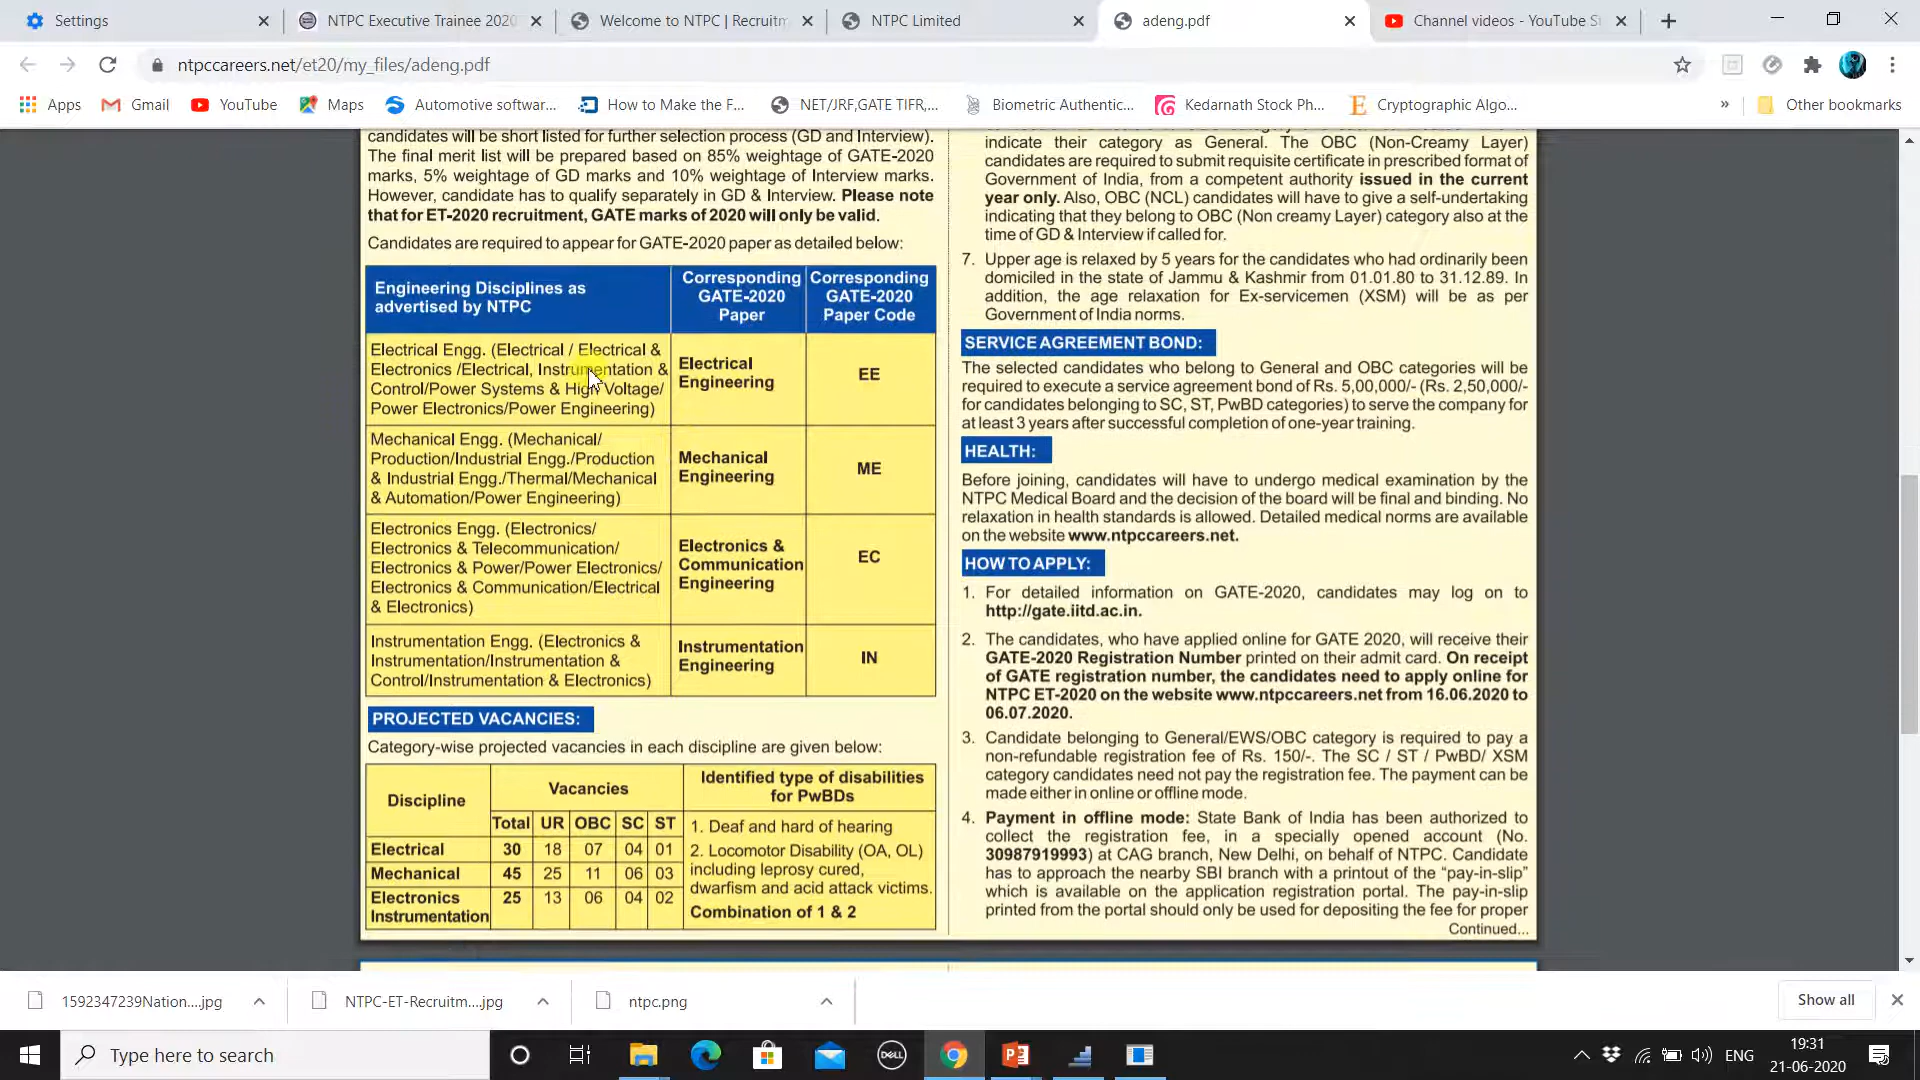 Settings
NTPC Executive Trainee 2020
Welcome to NTPC | Recruitm
NTPC Limited
adeng.pdf
Channel videos - YouTube S
ntpccareers.net/et20/my_files/adeng.pdf
Apps
Gmail
YouTube
Maps
Automotive softwar...
How to Make the F...
NET/JRF,GATE TIFR,...
Biometric Authentic...
Kedarnath Stock Ph...
Cryptographic Algo...
»
Other bookmarks
candidates will be short listed for further selection process (GD and Interview).
The final merit list will be prepared based on 85% weightage of GATE-2020
marks, 5% weightage of GD marks and 10% weightage of Interview marks.
However, candidate has to qualify separately in GD & Interview. Please note
that for ET-2020 recruitment, GATE marks of 2020 will only be valid.
Candidates are required to appear for GATE-2020 paper as detailed below:
Engineering Disciplines as
advertised by NTPC
Corresponding
GATE-2020
Paper
Corresponding
GATE-2020
Paper Code
Electrical Engg. (Electrical / Electrical &
Electronics /Electrical, Instrumentation &
Control/Power Systems & High Voltage/
Power Electronics/Power Engineering)
Electrical
Engineering
EE
Mechanical Engg. (Mechanical/
Production/Industrial Engg./Production
& Industrial Engg./Thermal/Mechanical
& Automation/Power Engineering)
Mechanical
Engineering
ME
Electronics Engg. (Electronics/
Electronics & Telecommunication/
Electronics & Power/Power Electronics/
Electronics & Communication/Electrical
& Electronics)
Electronics &
Communication
Engineering
EC
Instrumentation Engg. (Electronics &
Instrumentation/Instrumentation &
Control/Instrumentation & Electronics)
Instrumentation
Engineering
IN
PROJECTED VACANCIES:
Category-wise projected vacancies in each discipline are given below:
Discipline
Vacancies
Identified type of disabilities
for PwBDs
Total UR OBC SC ST
Electrical 30 18 07 04 01
Mechanical 45 25 11 06 03
Electronics 25 13 06 04 02
Instrumentation
1. Deaf and hard of hearing
2. Locomotor Disability (OA, OL)
including leprosy cured,
dwarfism and acid attack victims.
Combination of 1 & 2
indicate their category as General. The OBC (Non-Creamy Layer)
candidates are required to submit requisite certificate in prescribed format of
Government of India, from a competent authority issued in the current
year only. Also, OBC (NCL) candidates will have to give a self-undertaking
indicating that they belong to OBC (Non creamy Layer) category also at the
time of GD & Interview if called for.
7. Upper age is relaxed by 5 years for the candidates who had ordinarily been
domiciled in the state of Jammu & Kashmir from 01.01.80 to 31.12.89. In
addition, the age relaxation for Ex-servicemen (XSM) will be as per
Government of India norms.
SERVICE AGREEMENT BOND:
The selected candidates who belong to General and OBC categories will be
required to execute a service agreement bond of Rs. 5,00,000/- (Rs. 2,50,000/-
for candidates belonging to SC, ST, PwBD categories) to serve the company for
at least 3 years after successful completion of one-year training.
HEALTH:
Before joining, candidates will have to undergo medical examination by the
NTPC Medical Board and the decision of the board will be final and binding. No
relaxation in health standards is allowed. Detailed medical norms are available
on the website www.ntpccareers.net.
HOW TO APPLY:
1. For detailed information on GATE-2020, candidates may log on to
http://gate.iitd.ac.in.
2. The candidates, who have applied online for GATE 2020, will receive their
GATE-2020 Registration Number printed on their admit card. On receipt
of GATE registration number, the candidates need to apply online for
NTPC ET-2020 on the website www.ntpccareers.net from 16.06.2020 to
06.07.2020.
3. Candidate belonging to General/EWS/OBC category is required to pay a
non-refundable registration fee of Rs. 150/-. The SC / ST / PwBD/ XSM
category candidates need not pay the registration fee. The payment can be
made either in online or offline mode.
4. Payment in offline mode: State Bank of India has been authorized to
collect the registration fee, in a specially opened account (No.
30987919993) at CAG branch, New Delhi, on behalf of NTPC. Candidate
has to approach the nearby SBI branch with a printout of the "pay-in-slip"
which is available on the application registration portal. The pay-in-slip
printed from the portal should only be used for depositing the fee for proper
Continued...
1592347239Nation....jpg
NTPC-ET-Recruitm....jpg
ntpc.png
Show all
Type here to search
DELL
ENG
19:31
21-06-2020